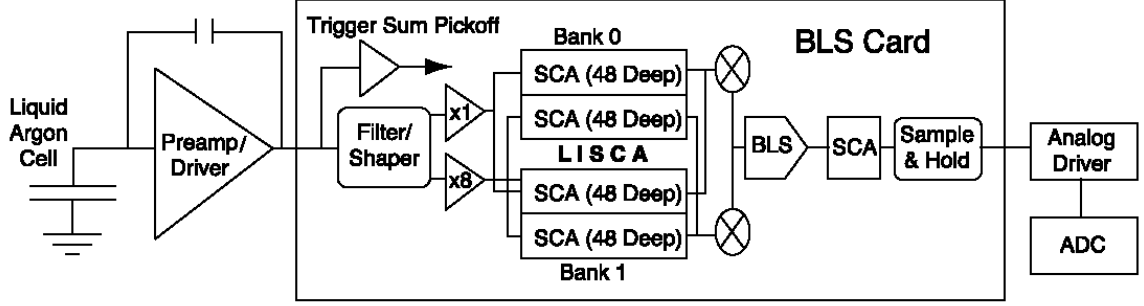 Trigger Sum Pickoff
Bank 0
BLS Card
SCA (48 Deep)
Liquid
Argon
Cell
Preamp/
Driver
Filter/
Shaper
x1
SCA (48 Deep)
LISCA
BLS
SCA
Sample
& Hold
Analog
Driver
x8
SCA (48 Deep)
SCA (48 Deep)
ADC
Bank 1